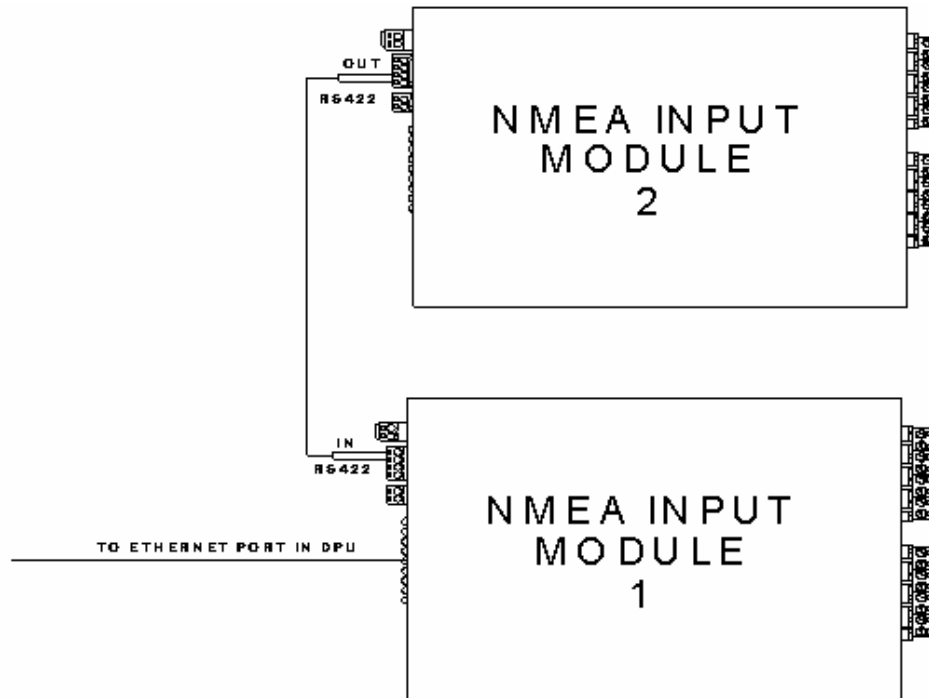 OUT
RS422
NMEA INPUT
MODULE
2
IN
RS422
NMEA INPUT
MODULE
1
TO ETHERNET PORT IN DPU